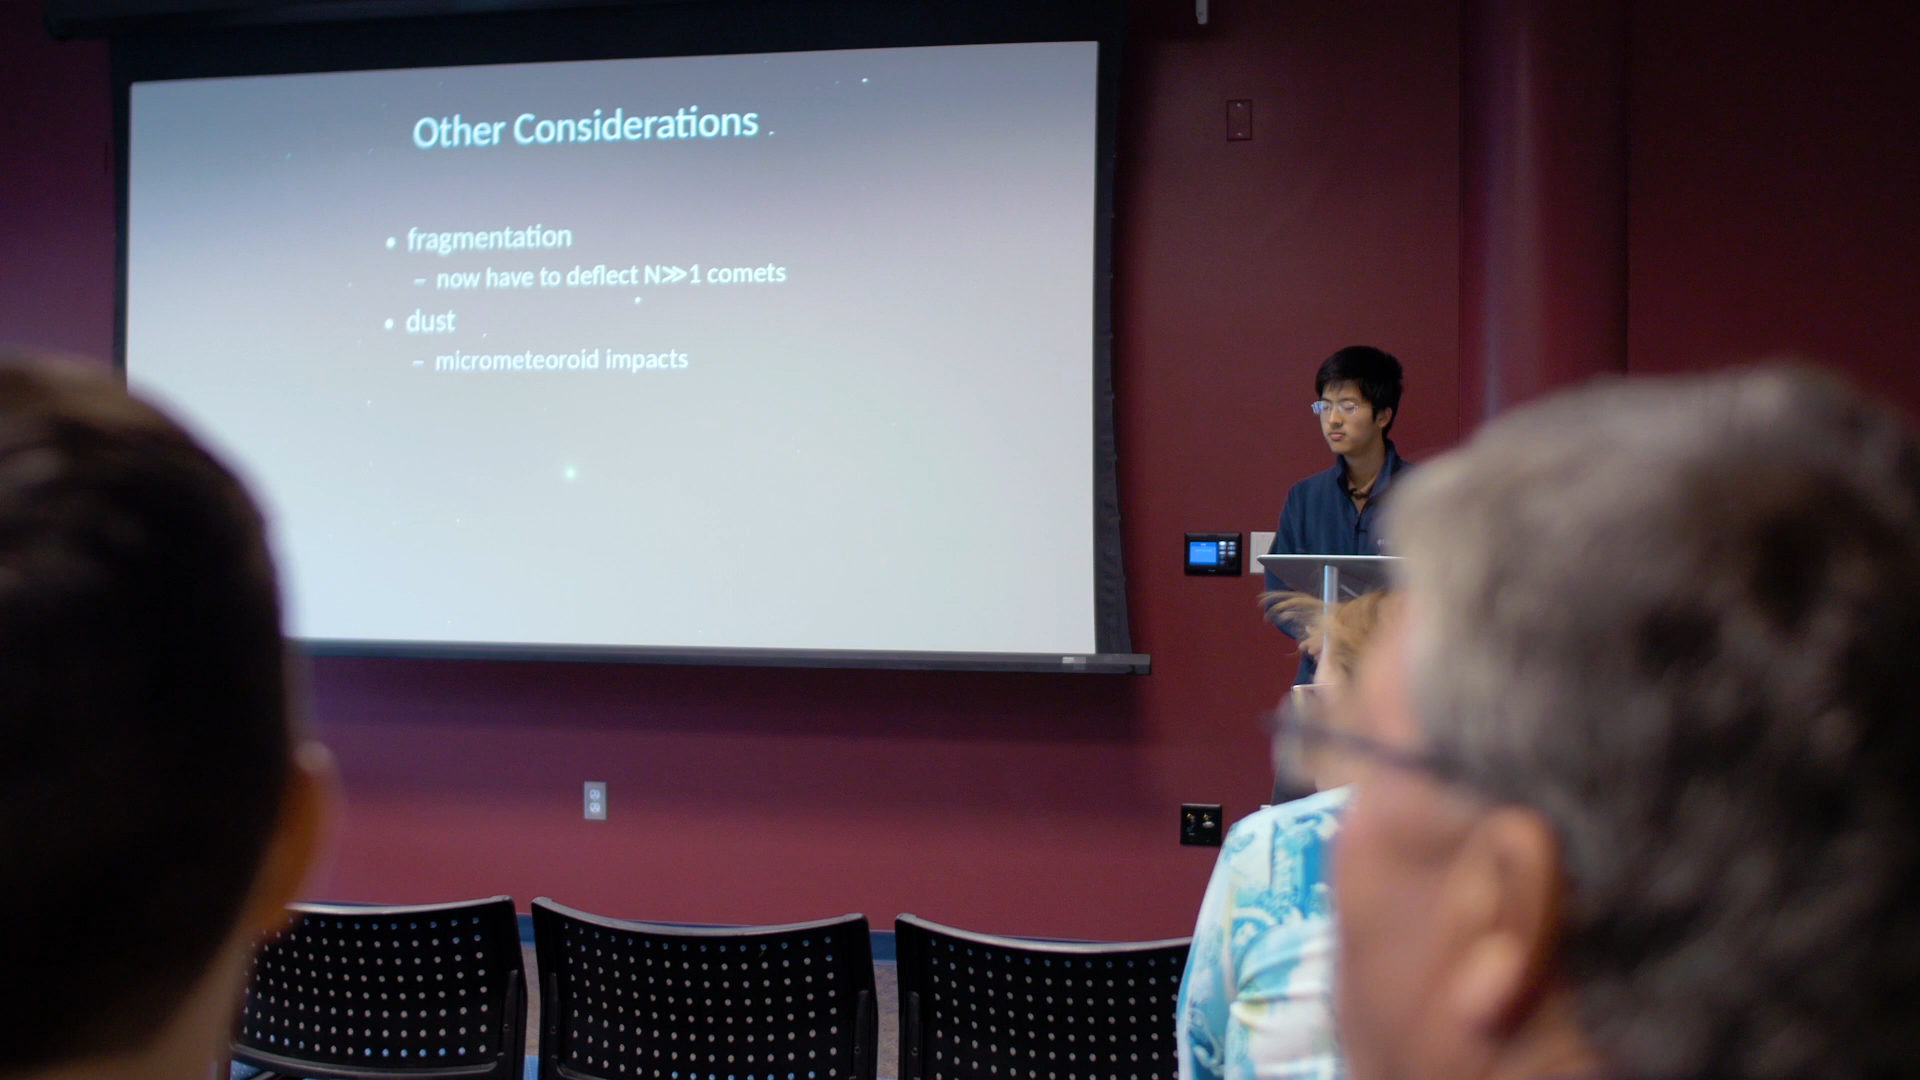 Other Considerations
• fragmentation
– now have to deflect N≫1 comets
• dust
– micrometeoroid impacts